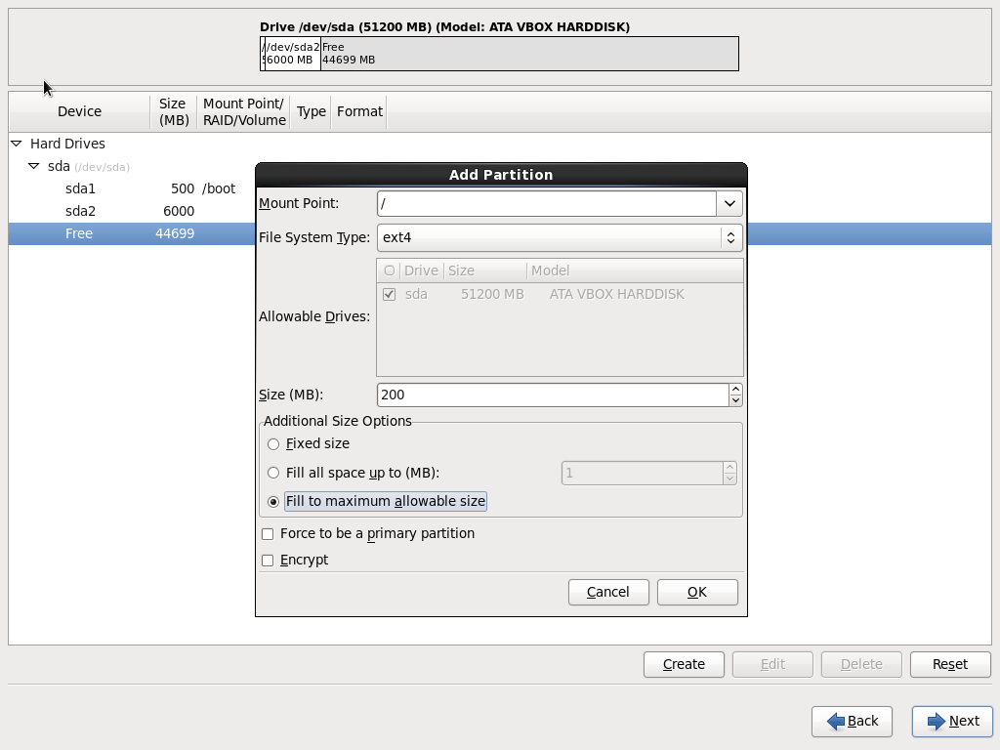 Drive /dev/sda (51200 MB) (Model: ATA VBOX HARDDISK)
/dev/sda2 Free
6000 MB 44699 MB
Device Size (MB) Mount Point/ RAID/Volume Type Format
Hard Drives
sda (/dev/sda)
sda1 500 /boot
sda2 6000
Free 44699
Add Partition
Mount Point: /
File System Type: ext4
Drive Size Model
sda 51200 MB ATA VBOX HARDDISK
Allowable Drives:
Size (MB): 200
Additional Size Options
Fixed size
Fill all space up to (MB): 1
Fill to maximum allowable size
Force to be a primary partition
Encrypt
Cancel OK
Create Edit Delete Reset
Back Next